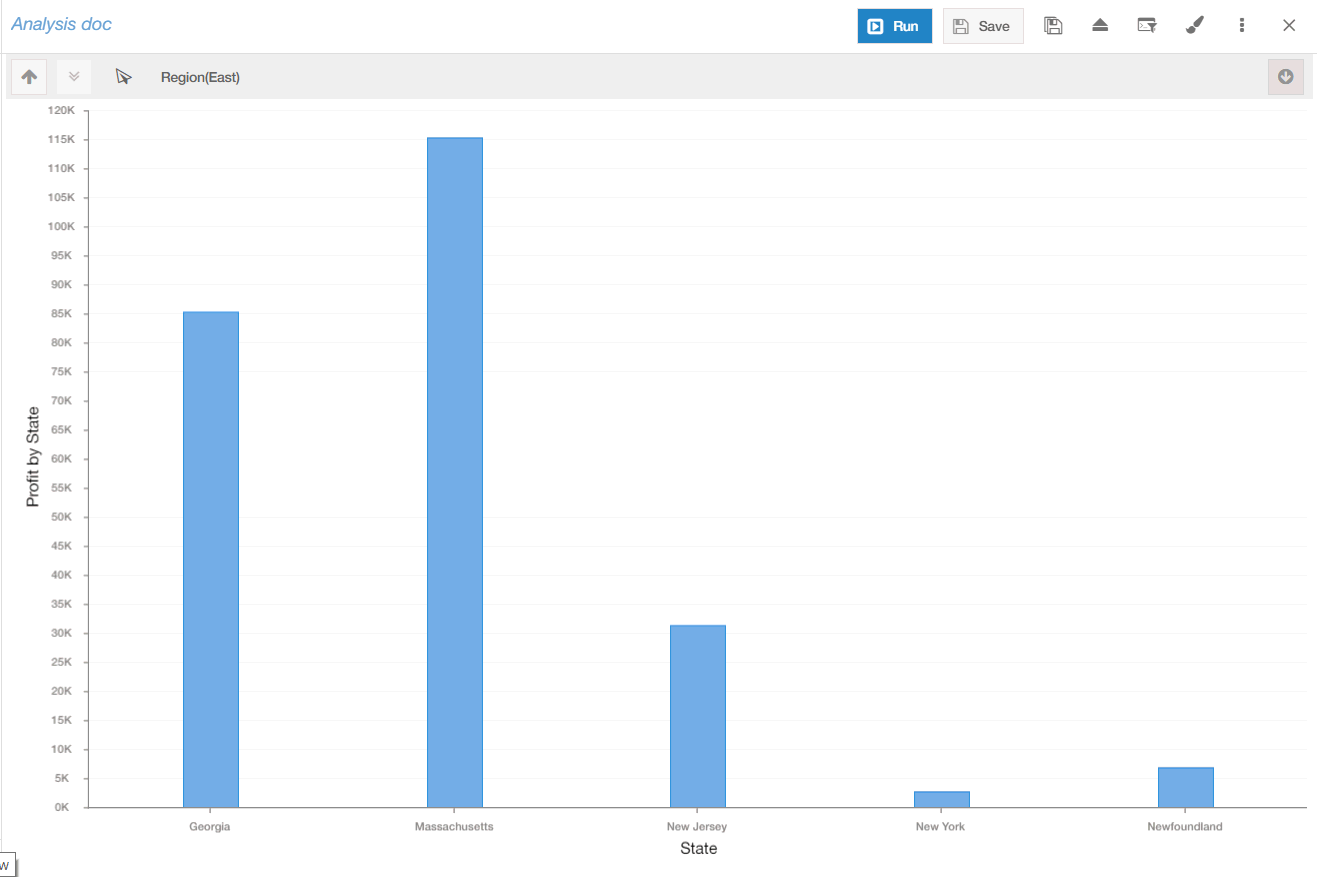 Analysis doc
Run
Save
Region(East)
120K
115K
110K
105K
100K
95K
90K
85K
80K
75K
70K
65K
60K
55K
50K
45K
40K
35K
30K
25K
20K
15K
10K
5K
0K
Profit by State
Georgia
Massachusetts
New Jersey
New York
Newfoundland
State